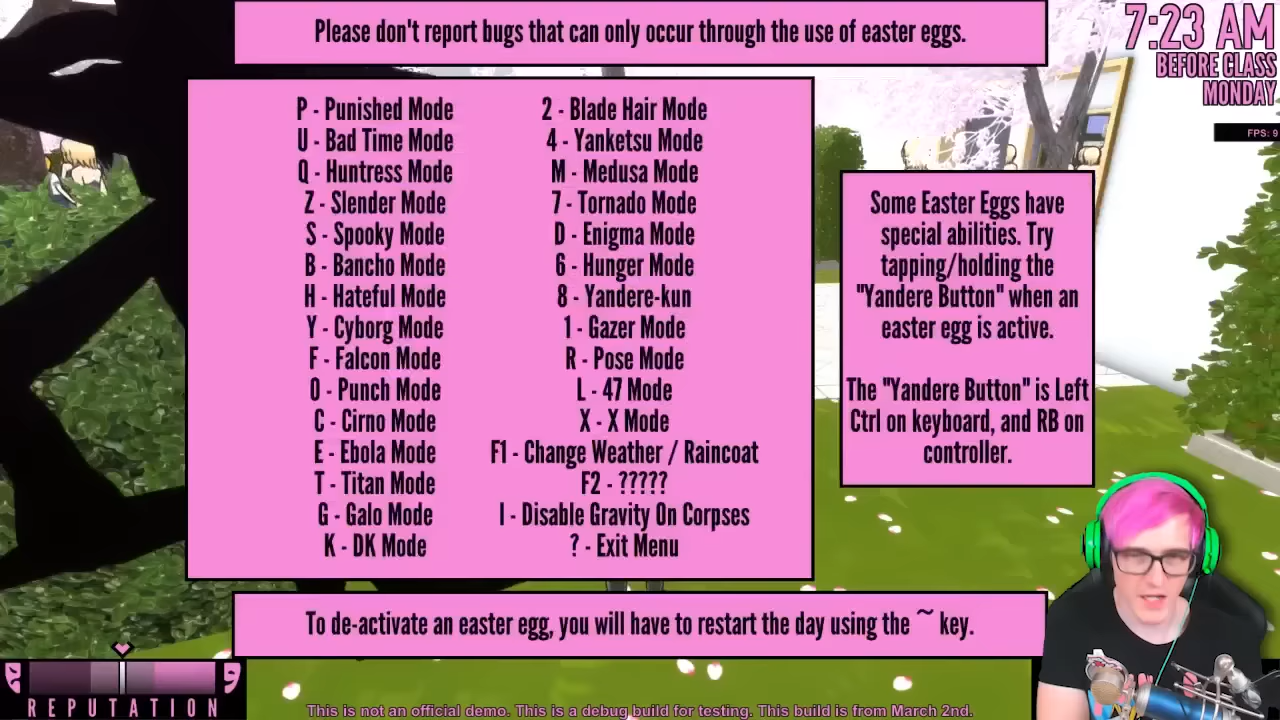 Please don't report bugs that can only occur through the use of easter eggs.
7:23 AM
BEFORE CLASS
MONDAY
FPS: 9
P - Punished Mode
U - Bad Time Mode
Q - Huntress Mode
Z - Slender Mode
S - Spooky Mode
B - Bancho Mode
H - Hateful Mode
Y - Cyborg Mode
F - Falcon Mode
O - Punch Mode
C - Cirno Mode
E - Ebola Mode
T - Titan Mode
G - Galo Mode
K - DK Mode
2 - Blade Hair Mode
4 - Yanketsu Mode
M - Medusa Mode
7 - Tornado Mode
D - Enigma Mode
6 - Hunger Mode
8 - Yandere-kun
1 - Gazer Mode
R - Pose Mode
L - 47 Mode
X - X Mode
F1 - Change Weather / Raincoat
F2 - ?????
I - Disable Gravity On Corpses
? - Exit Menu
Some Easter Eggs have
special abilities. Try
tapping/holding the
"Yandere Button" when an
easter egg is active.
The "Yandere Button" is Left
Ctrl on keyboard, and RB on
controller.
To de-activate an easter egg, you will have to restart the day using the ~ key.
REPUTATION
This is not an official demo. This is a debug build for testing. This build is from March 2nd.